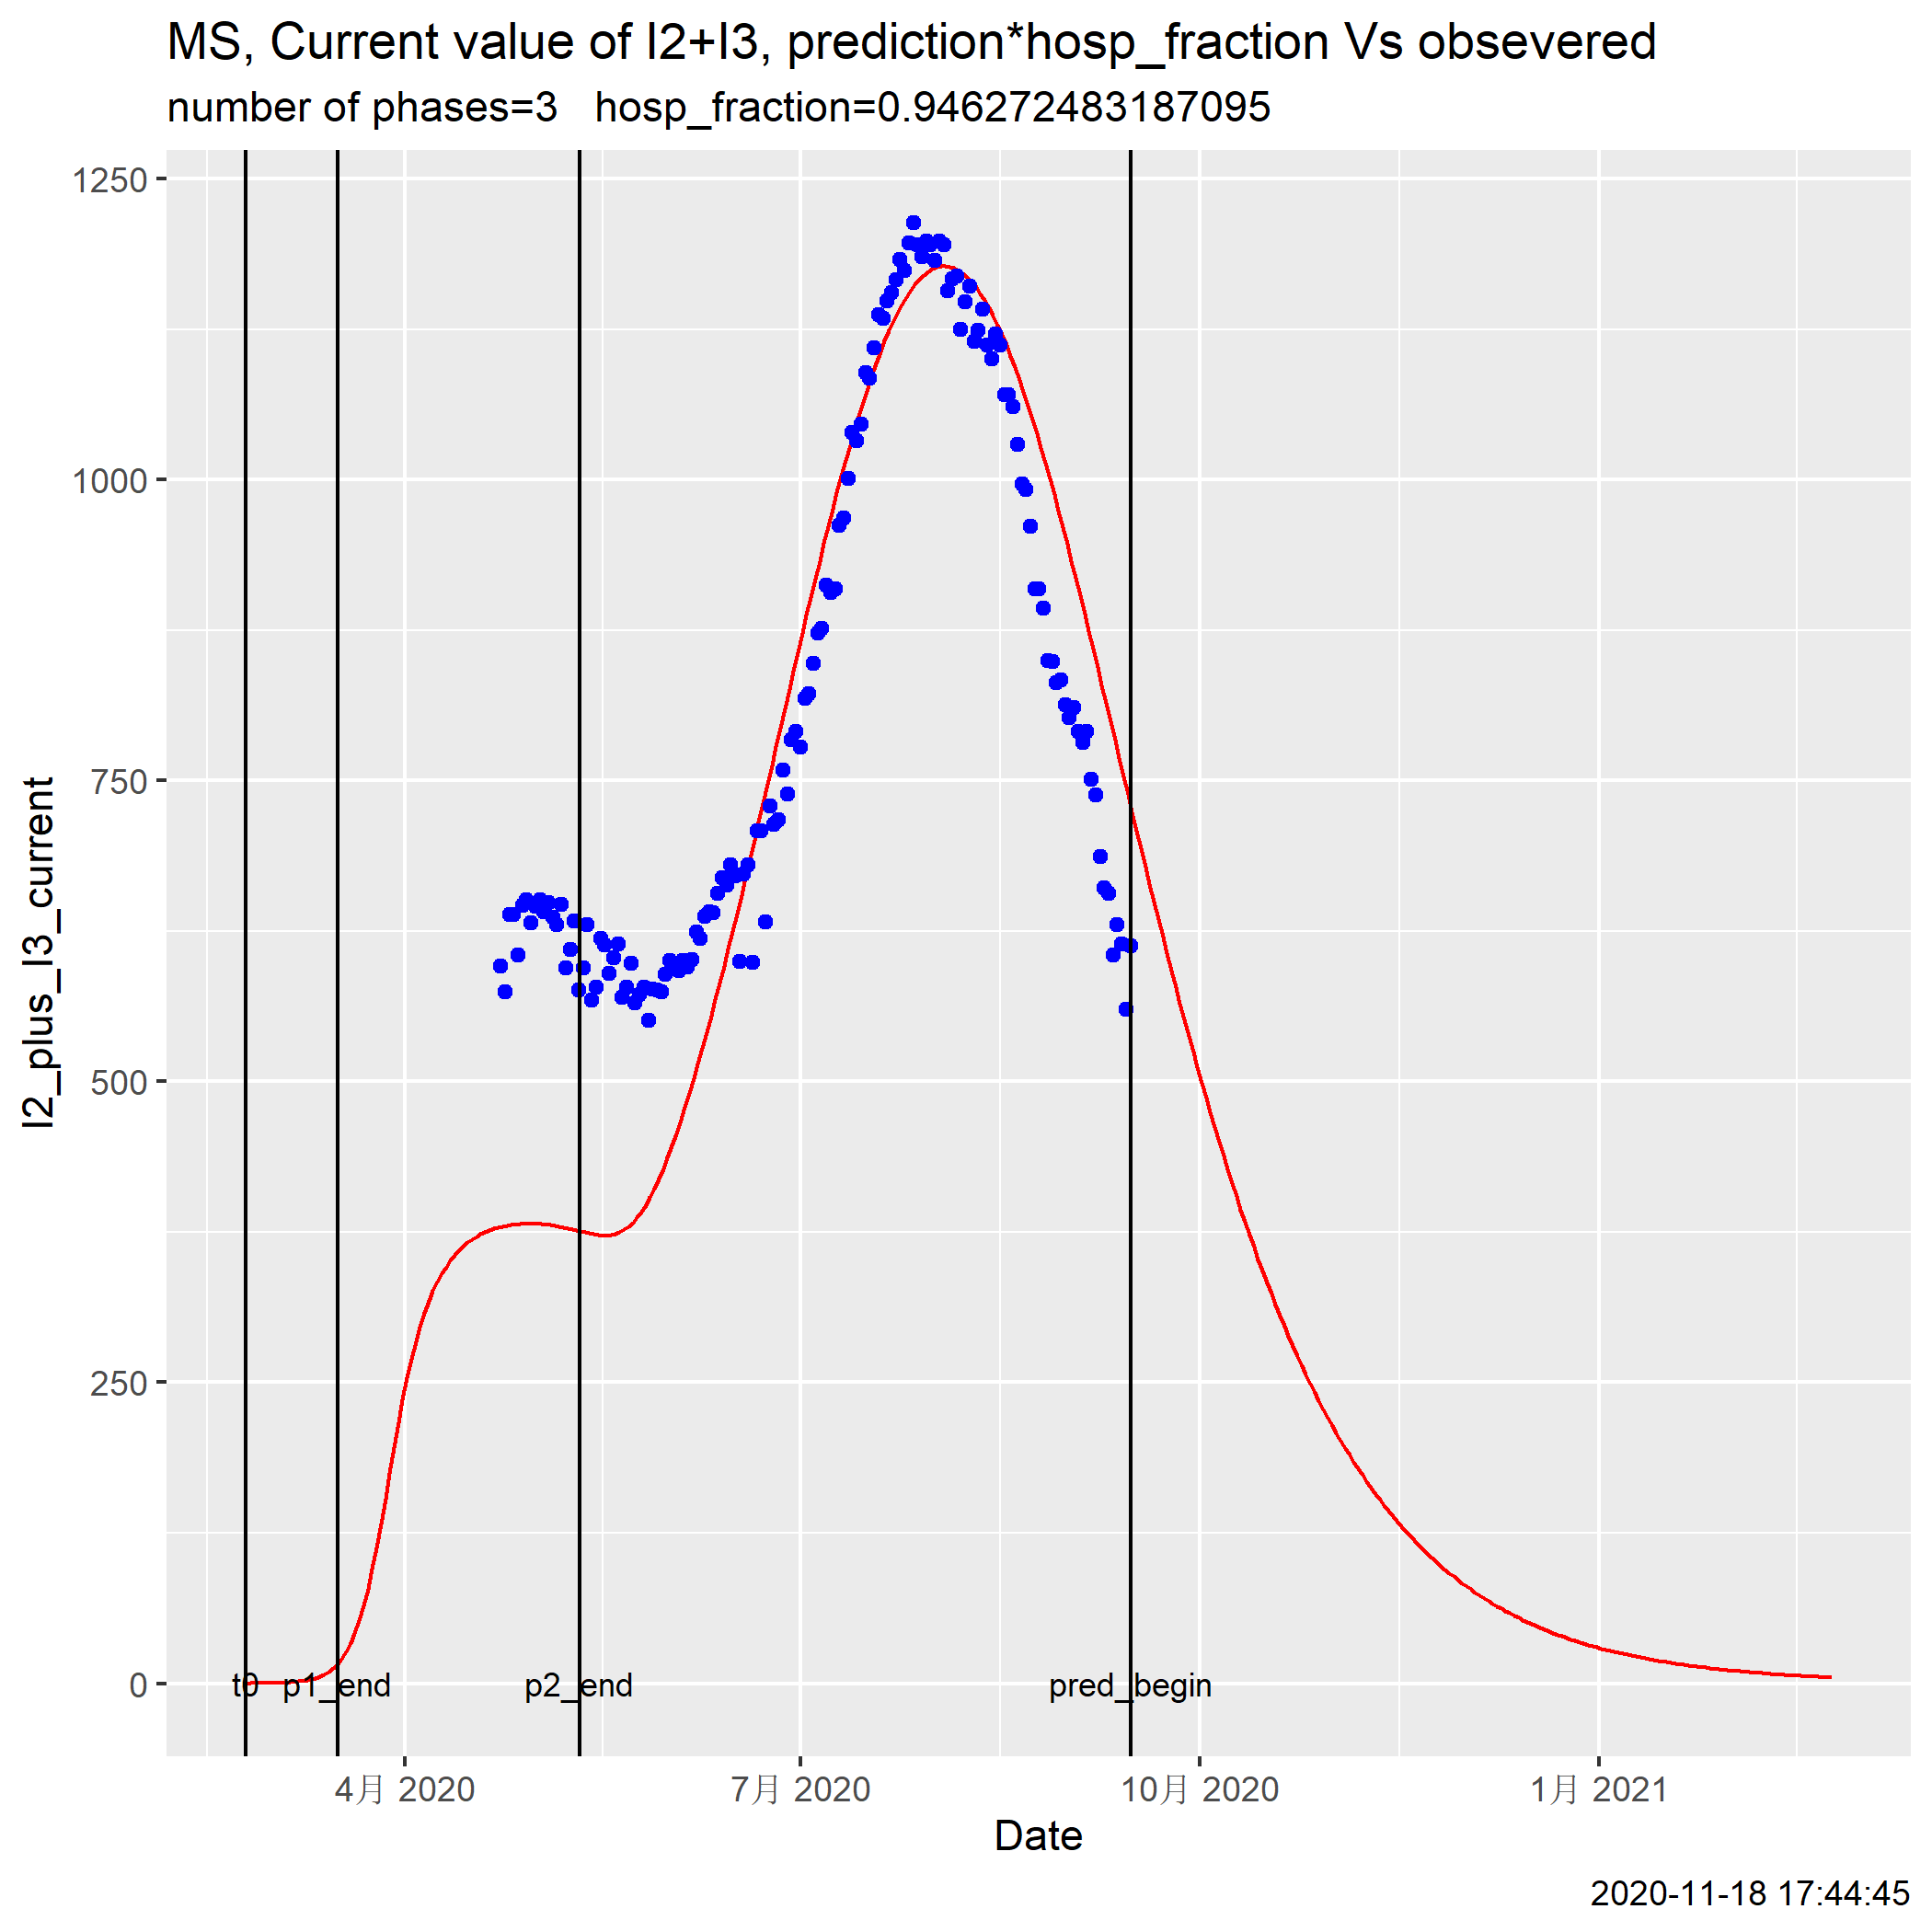 MS, Current value of I2+I3, prediction*hosp_fraction Vs obsevered
number of phases=3   hosp_fraction=0.946272483187095
I2_plus_I3_current
1250
1000
750
500
250
0
t0 p1_end p2_end pred_begin
4月 2020 7月 2020 10月 2020 1月 2021
Date
2020-11-18 17:44:45